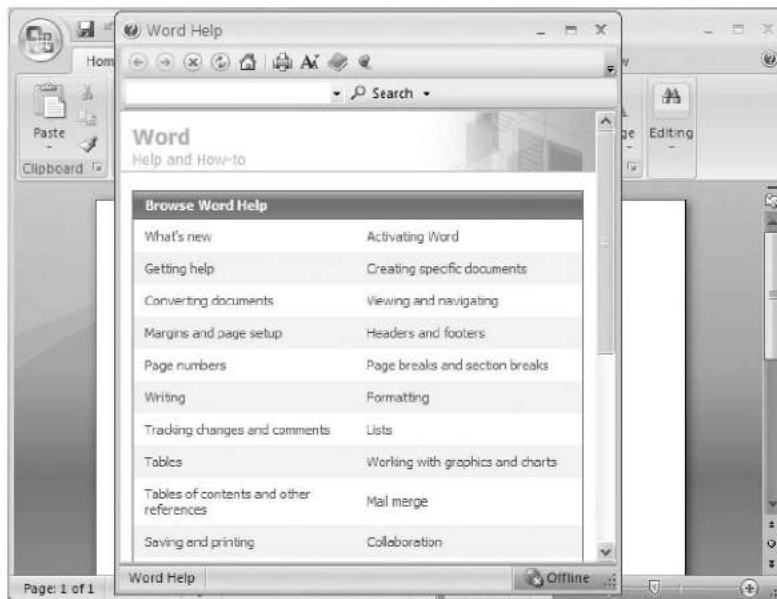 Word Help
Home
Search
Paste
Clipboard
Editing
Word
Help and How-to
Browse Word Help
What's new Activating Word
Getting help Creating specific documents
Converting documents Viewing and navigating
Margins and page setup Headers and footers
Page numbers Page breaks and section breaks
Writing Formatting
Tracking changes and comments Lists
Tables Working with graphics and charts
Tables of contents and other
references Mail merge
Saving and printing Collaboration
Word Help Offline
Page: 1 of 1